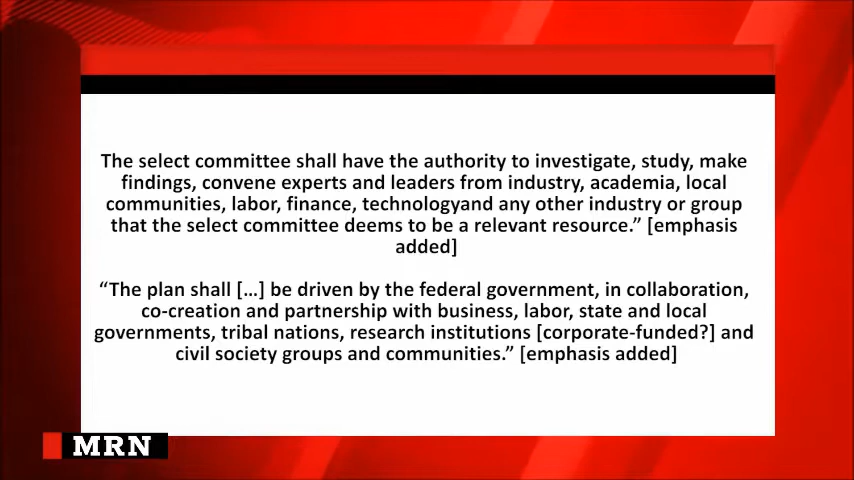 The select committee shall have the authority to investigate, study, make
findings, convene experts and leaders from industry, academia, local
communities, labor, finance, technologyand any other industry or group
that the select committee deems to be a relevant resource.” [emphasis
added]
“The plan shall […] be driven by the federal government, in collaboration,
co-creation and partnership with business, labor, state and local
governments, tribal nations, research institutions [corporate-funded?] and
civil society groups and communities.” [emphasis added]
MRN